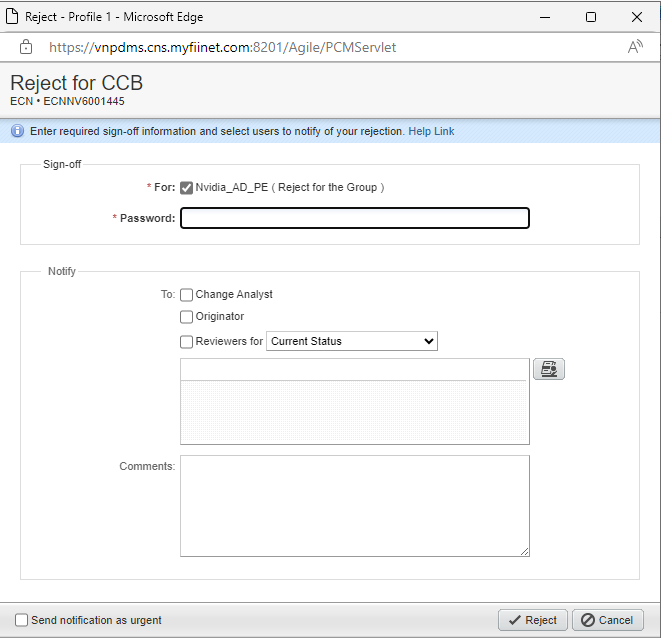 Reject - Profile 1 - Microsoft Edge
https://vnpdms.cns.myfiinet.com:8201/Agile/PCMServlet
Reject for CCB
ECN • ECNNV6001445
Enter required sign-off information and select users to notify of your rejection. Help Link
Sign-off
* For: Nvidia_AD_PE ( Reject for the Group )
* Password:
Notify
To: Change Analyst
Originator
Reviewers for Current Status
Comments:
Send notification as urgent Reject Cancel